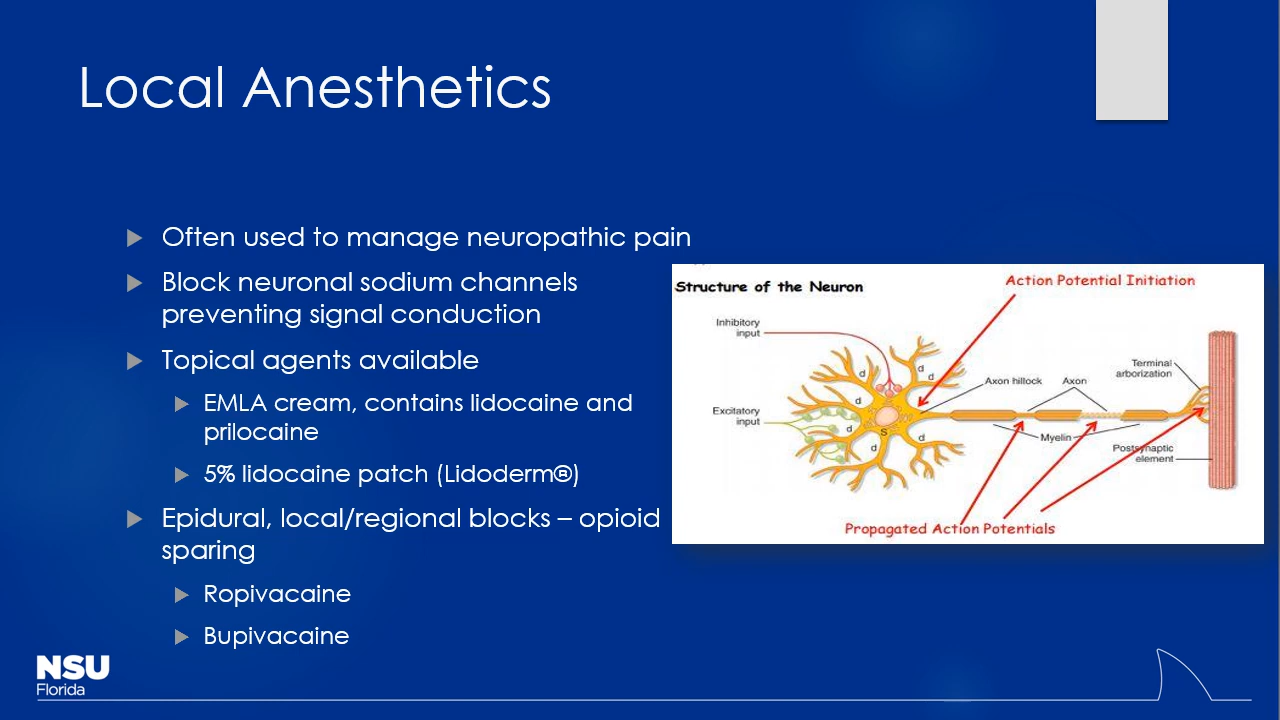 Local Anesthetics
Often used to manage neuropathic pain
Block neuronal sodium channels
preventing signal conduction
Topical agents available
EMLA cream, contains lidocaine and
prilocaine
5% lidocaine patch (Lidoderm®)
Epidural, local/regional blocks – opioid
sparing
Ropivacaine
Bupivacaine
Structure of the Neuron
Action Potential Initiation
Inhibitory
input
Excitatory
input
d
d
d
d
d
d
d
S
Axon hillock
Axon
Terminal
arborization
Myelin
Postsynaptic
element
Propagated Action Potentials
NSU
Florida